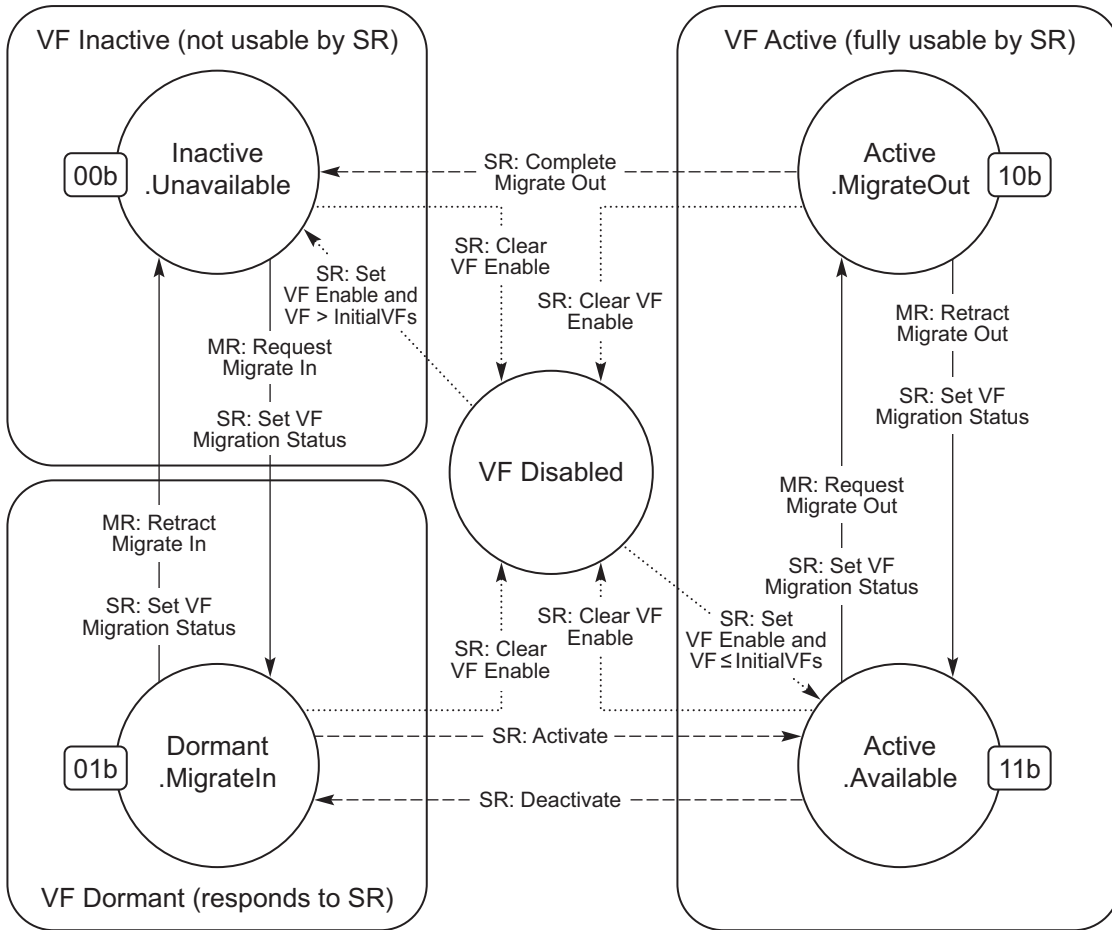 VF Inactive (not usable by SR)
VF Active (fully usable by SR)
Inactive
.Unavailable
00b
SR: Complete
Migrate Out
Active
.MigrateOut
10b
SR: Clear
VF Enable
SR: Set
VF Enable and
VF > InitialVFs
SR: Clear VF
Enable
MR: Request
Migrate In
MR: Retract
Migrate Out
SR: Set VF
Migration Status
SR: Set VF
Migration Status
VF Disabled
MR: Retract
Migrate In
MR: Request
Migrate Out
SR: Set VF
Migration Status
SR: Set VF
Migration Status
SR: Clear
VF Enable
SR: Clear VF
Enable
SR: Set
VF Enable and
VF ≤ InitialVFs
Dormant
.MigrateIn
01b
SR: Activate
SR: Deactivate
Active
.Available
11b
VF Dormant (responds to SR)